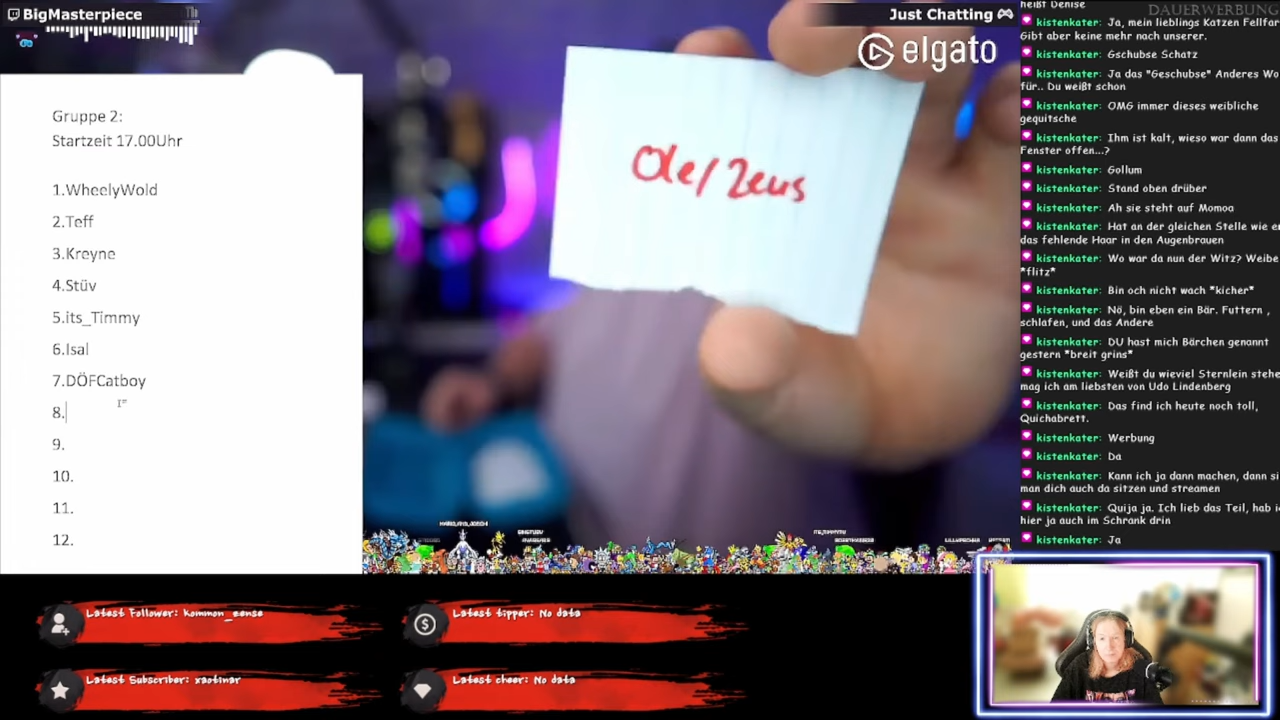 BigMasterpiece
Just Chatting
elgato
Gruppe 2:
Startzeit 17.00Uhr
1.WheelyWold
2.Teff
3.Kreyne
4.Stüv
5.its_Timmy
6.Isal
7.DÖFCatboy
8.
9.
10.
11.
12.
Ole/Zeus
DAUERWERBUNG
heißt Denise
kistenkater: Ja, mein lieblings Katzen Fellfar
Gibt aber keine mehr nach unserer.
kistenkater: Gschubse Schatz
kistenkater: Ja das "Geschubse" Anderes Wo
für.. Du weißt schon
kistenkater: OMG immer dieses weibliche
gequitsche
kistenkater: Ihm ist kalt, wieso war dann das
Fenster offen...?
kistenkater: Gollum
kistenkater: Stand oben drüber
kistenkater: Ah sie steht auf Momoa
kistenkater: Hat an der gleichen Stelle wie er
das fehlende Haar in den Augenbrauen
kistenkater: Wo war da nun der Witz? Weibe
*flitz*
kistenkater: Bin och nicht wach *kicher*
kistenkater: Nö, bin eben ein Bär. Futtern ,
schlafen, und das Andere
kistenkater: DU hast mich Bärchen genannt
gestern *breit grins*
kistenkater: Weißt du wieviel Sternlein stehe
mag ich am liebsten von Udo Lindenberg
kistenkater: Das find ich heute noch toll,
Quichabrett.
kistenkater: Werbung
kistenkater: Da
kistenkater: Kann ich ja dann machen, dann si
man dich auch da sitzen und streamen
kistenkater: Quija ja. Ich lieb das Teil, hab i
hier ja auch im Schrank drin
kistenkater: Ja
Latest Follower: Kommon_zense
Latest tipper: No data
Latest Subscriber: xaotinar
Latest cheer: No data